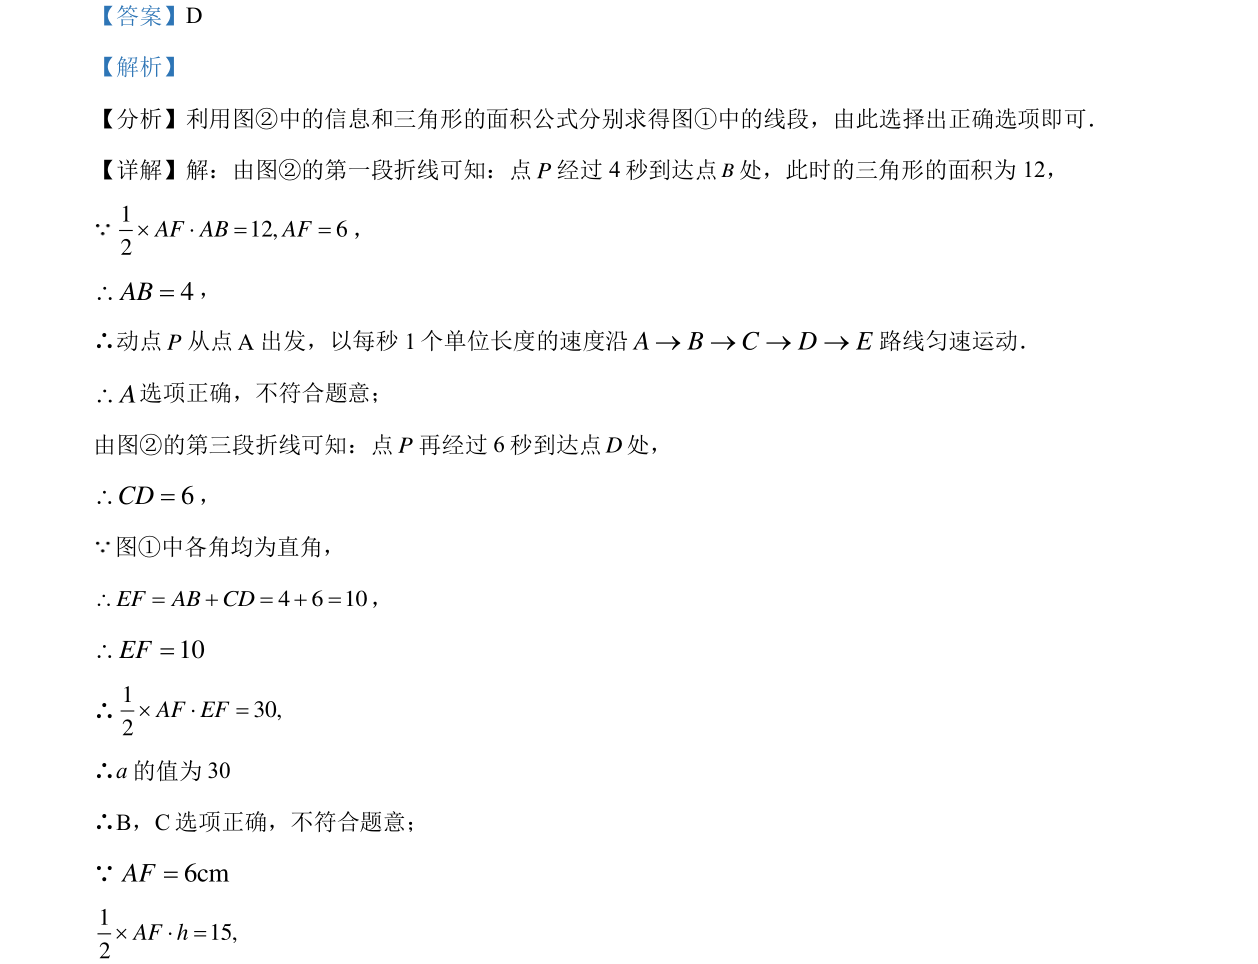 【答案】D
【解析】
【分析】利用图②中的信息和三角形的面积公式分别求得图①中的线段，由此选择出正确选项即可．
【详解】解：由图②的第一段折线可知：点 P 经过 4 秒到达点 B 处，此时的三角形的面积为 12，
∵ 1/2 × AF · AB = 12, AF = 6 ，
∴ AB = 4 ，
∴动点 P 从点 A 出发，以每秒 1 个单位长度的速度沿 A → B → C → D → E 路线匀速运动．
∴ A 选项正确，不符合题意；
由图②的第三段折线可知：点 P 再经过 6 秒到达点 D 处，
∴ CD = 6 ，
∵图①中各角均为直角，
∴ EF = AB + CD = 4 + 6 = 10 ，
∴ EF = 10
∴ 1/2 × AF · EF = 30,
∴a 的值为 30
∴B，C 选项正确，不符合题意；
∵ AF = 6cm
1/2 × AF · h = 15,